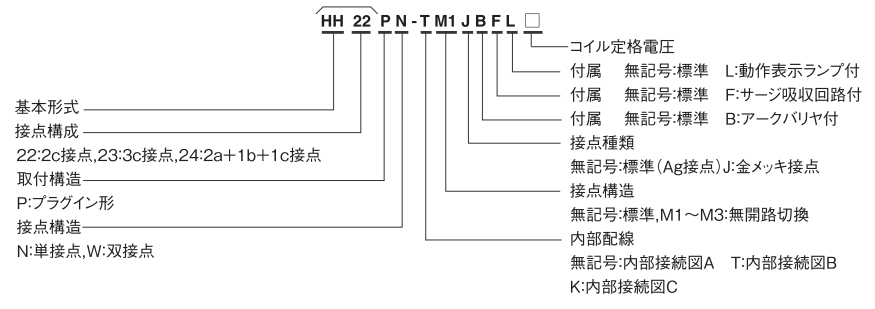 HH 22 P N - T M1 J B F L □
コイル定格電圧
付属　無記号:標準　L:動作表示ランプ付
付属　無記号:標準　F:サージ吸収回路付
付属　無記号:標準　B:アークバリヤ付
接点種類
無記号:標準(Ag接点)J:金メッキ接点
接点構造
無記号:標準,M1～M3:無開路切換
内部配線
無記号:内部接続図A　T:内部接続図B
K:内部接続図C
基本形式
接点構成
22:2c接点,23:3c接点,24:2a＋1b＋1c接点
取付構造
P:プラグイン形
接点構造
N:単接点,W:双接点